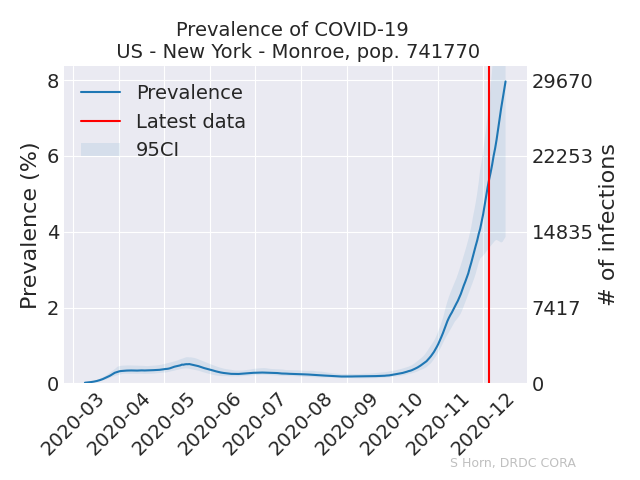 Prevalence of COVID-19
US - New York - Monroe, pop. 741770
Prevalence
Latest data
95CI
Prevalence (%)
8
6
4
2
0
29670
22253
14835
7417
0
# of infections
2020-03
2020-04
2020-05
2020-06
2020-07
2020-08
2020-09
2020-10
2020-11
2020-12
S Horn, DRDC CORA